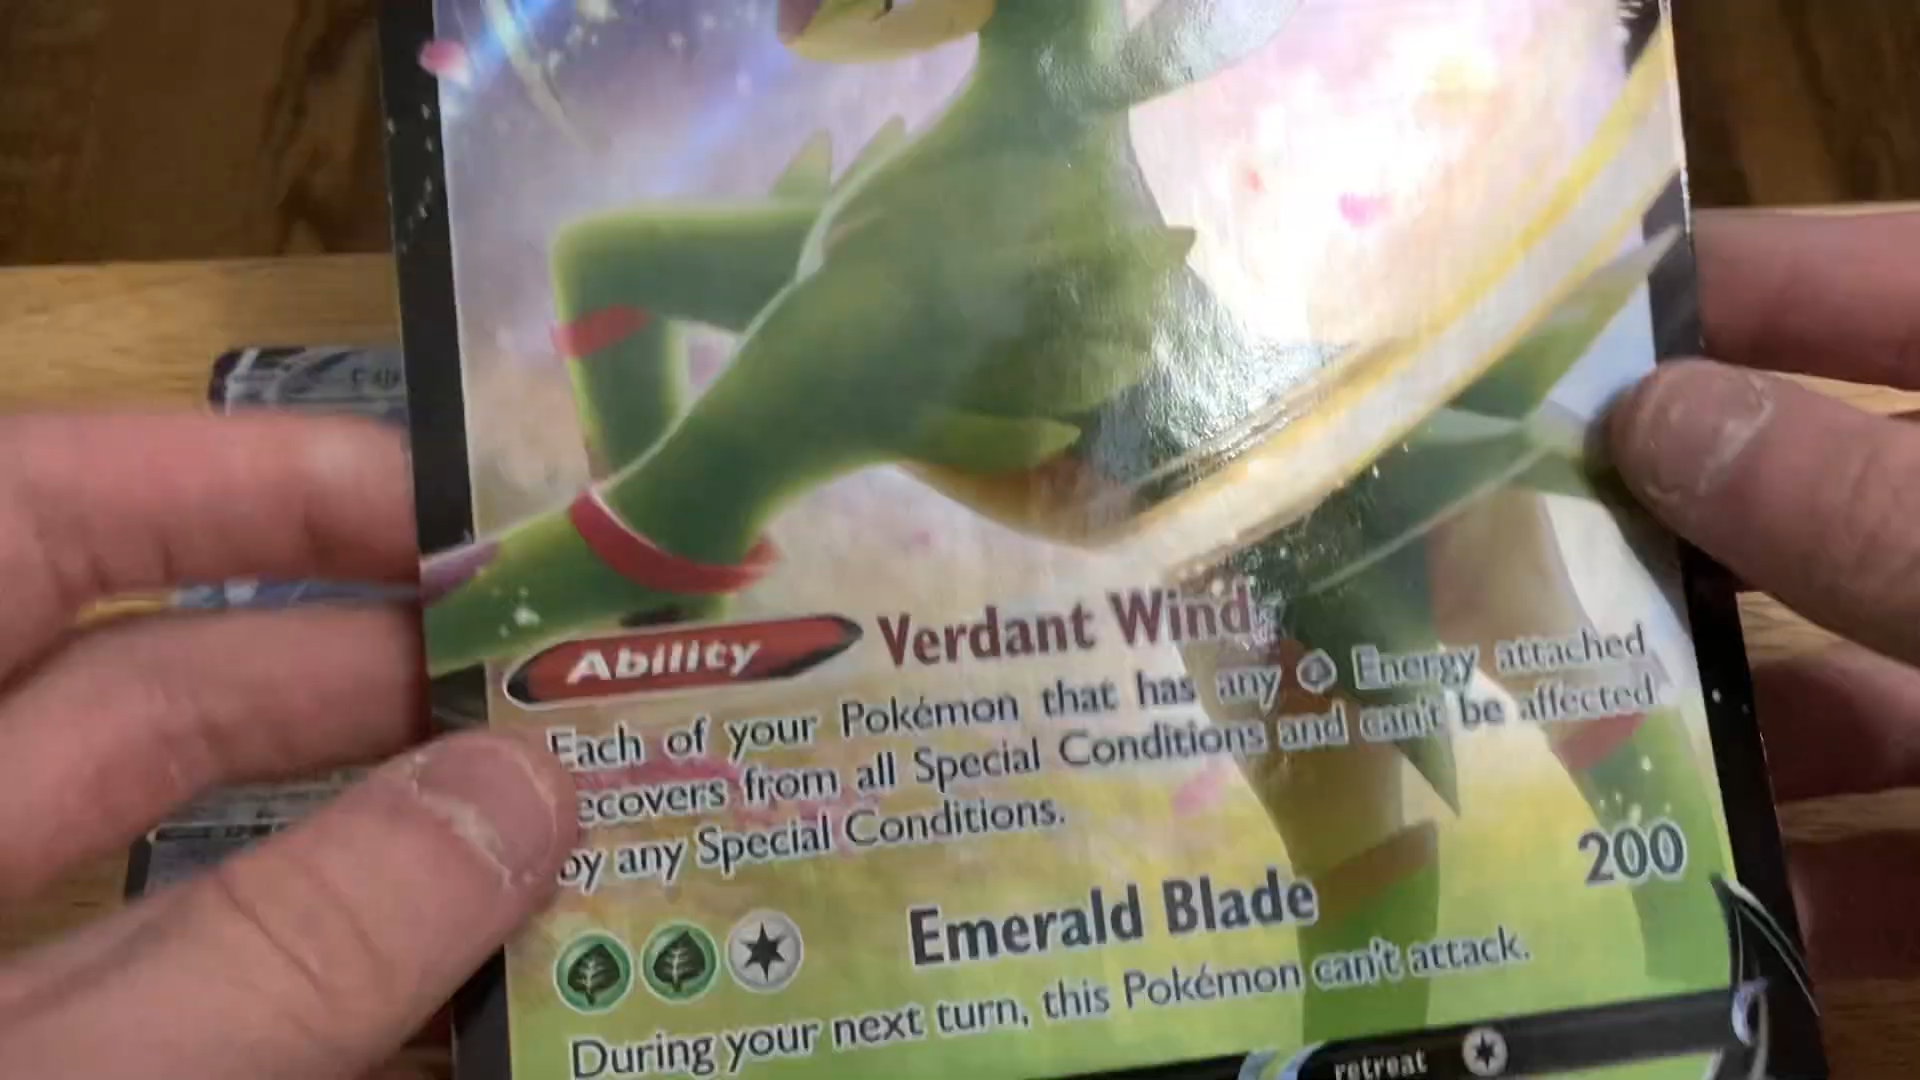 Ability Verdant Wind
Each of your Pokémon that has any Energy attached
ecovers from all Special Conditions and can't be affected
by any Special Conditions.
Emerald Blade 200
During your next turn, this Pokémon can't attack.
retreat